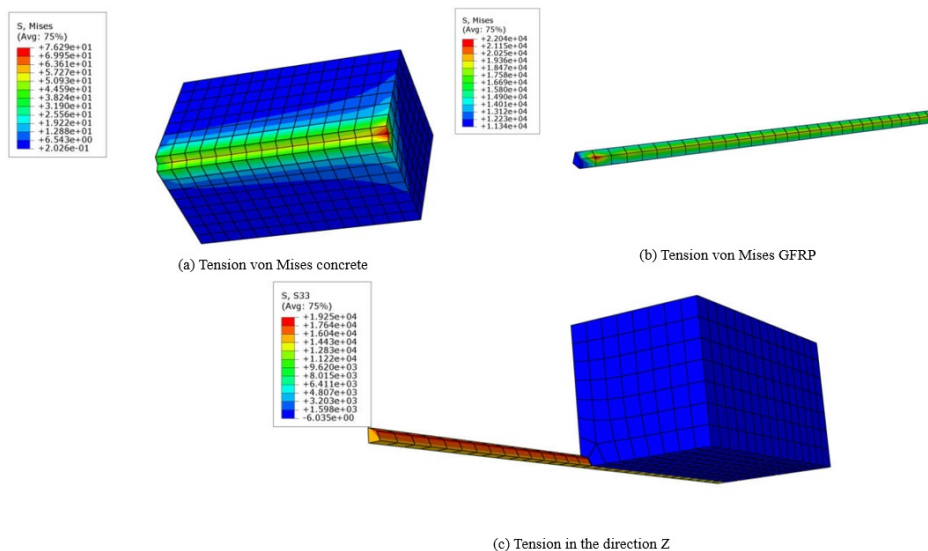 S, Mises
(Avg: 75%)
+7.629e+01
+6.995e+01
+6.361e+01
+5.727e+01
+5.093e+01
+4.459e+01
+3.824e+01
+3.190e+01
+2.556e+01
+1.922e+01
+1.288e+01
+6.543e+00
+2.026e-01
S, Mises
(Avg: 75%)
+2.204e+04
+2.115e+04
+2.025e+04
+1.936e+04
+1.847e+04
+1.758e+04
+1.669e+04
+1.580e+04
+1.490e+04
+1.401e+04
+1.312e+04
+1.223e+04
+1.134e+04
(a) Tension von Mises concrete
(b) Tension von Mises GFRP
S, S33
(Avg: 75%)
+1.925e+04
+1.764e+04
+1.604e+04
+1.443e+04
+1.283e+04
+1.122e+04
+9.620e+03
+8.015e+03
+6.411e+03
+4.807e+03
+3.203e+03
+1.598e+03
-6.035e+00
(c) Tension in the direction Z